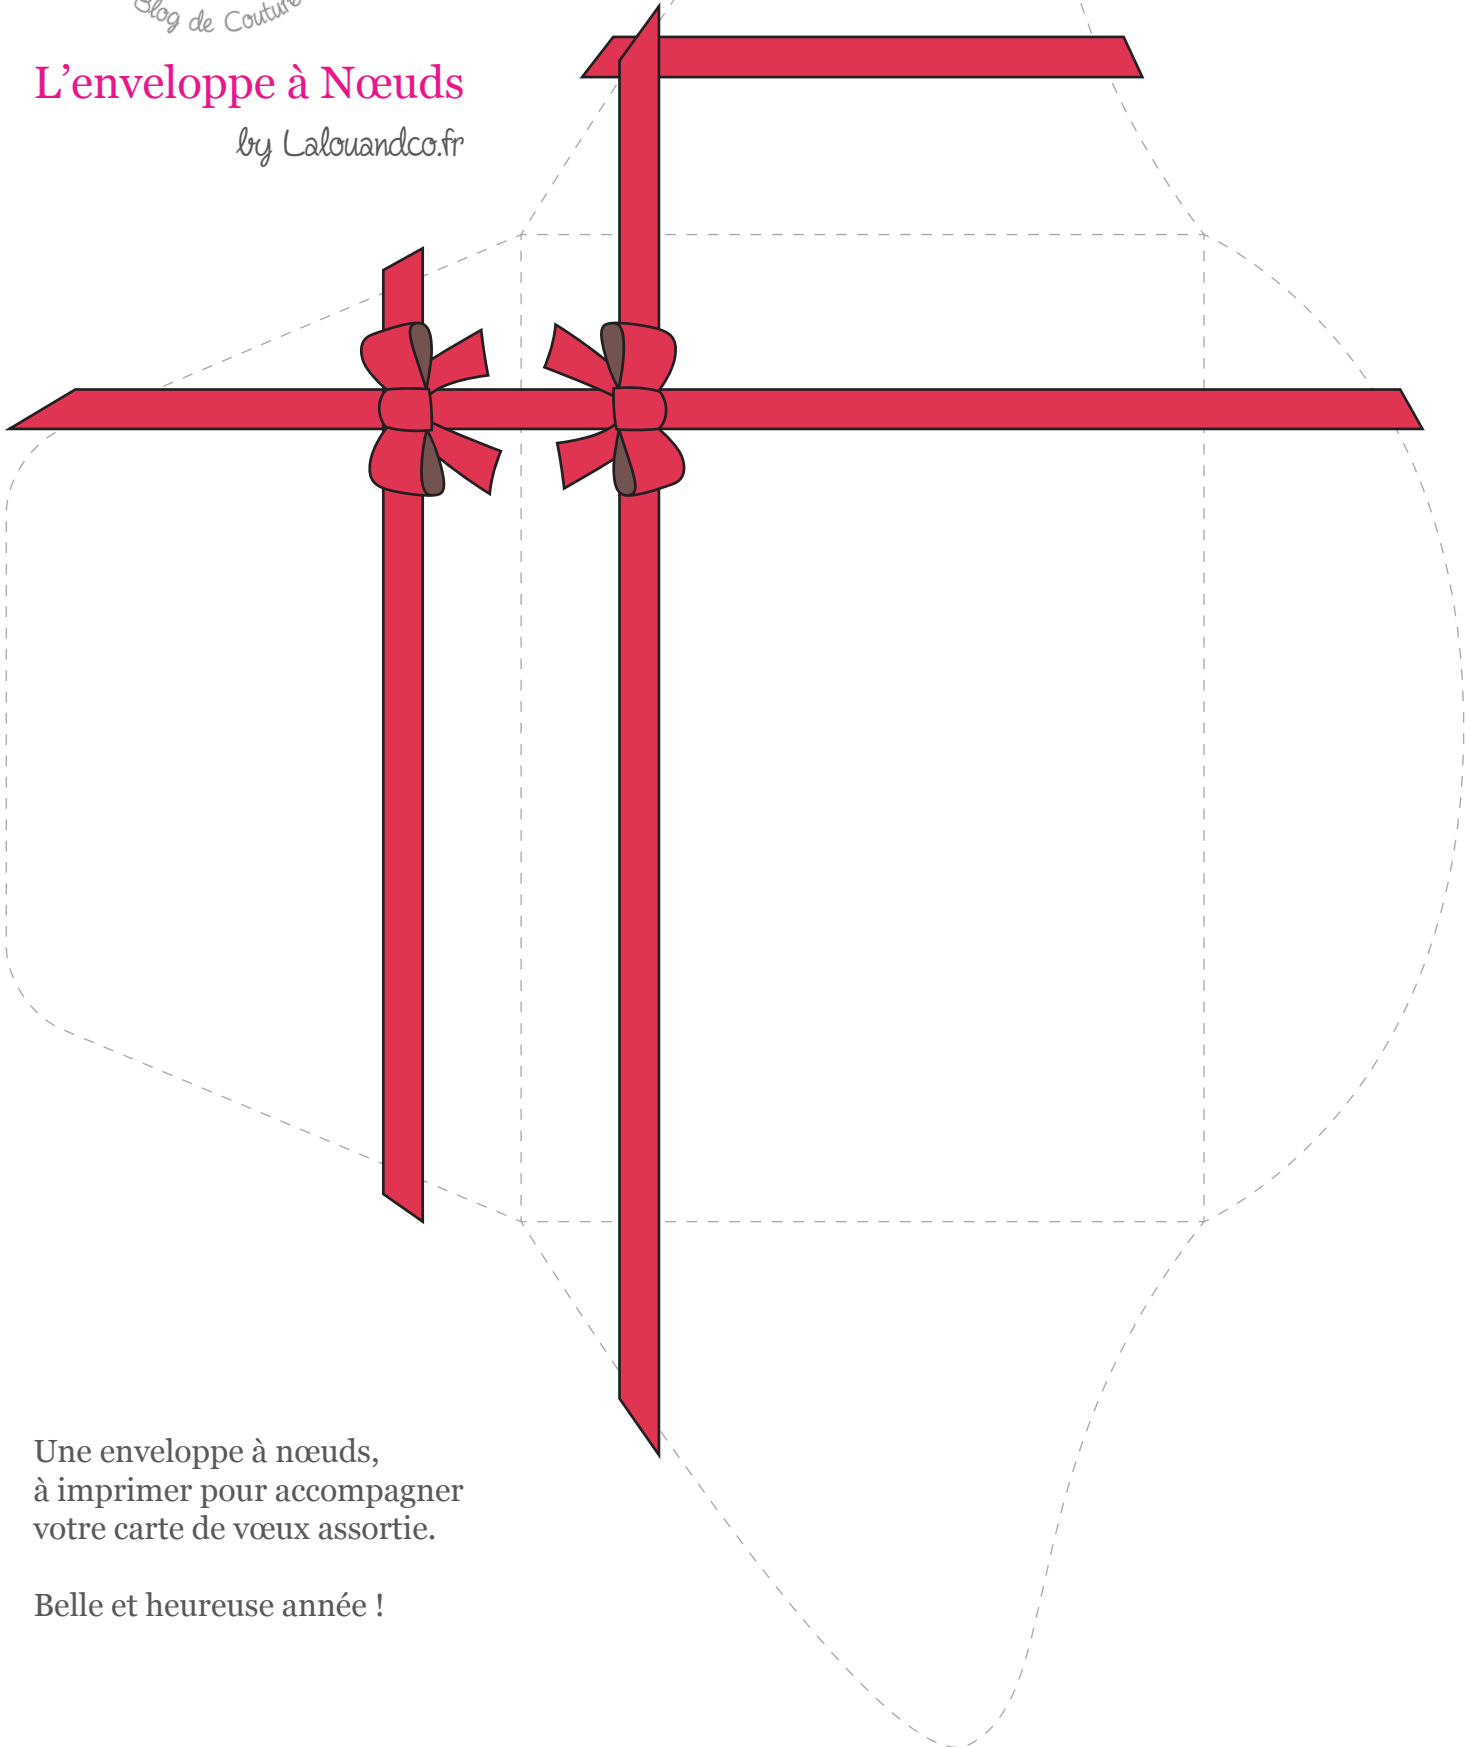 Blog de Couture
L’enveloppe à Nœuds
by Lalouandco.fr
Une enveloppe à nœuds,
à imprimer pour accompagner
votre carte de vœux assortie.
Belle et heureuse année !